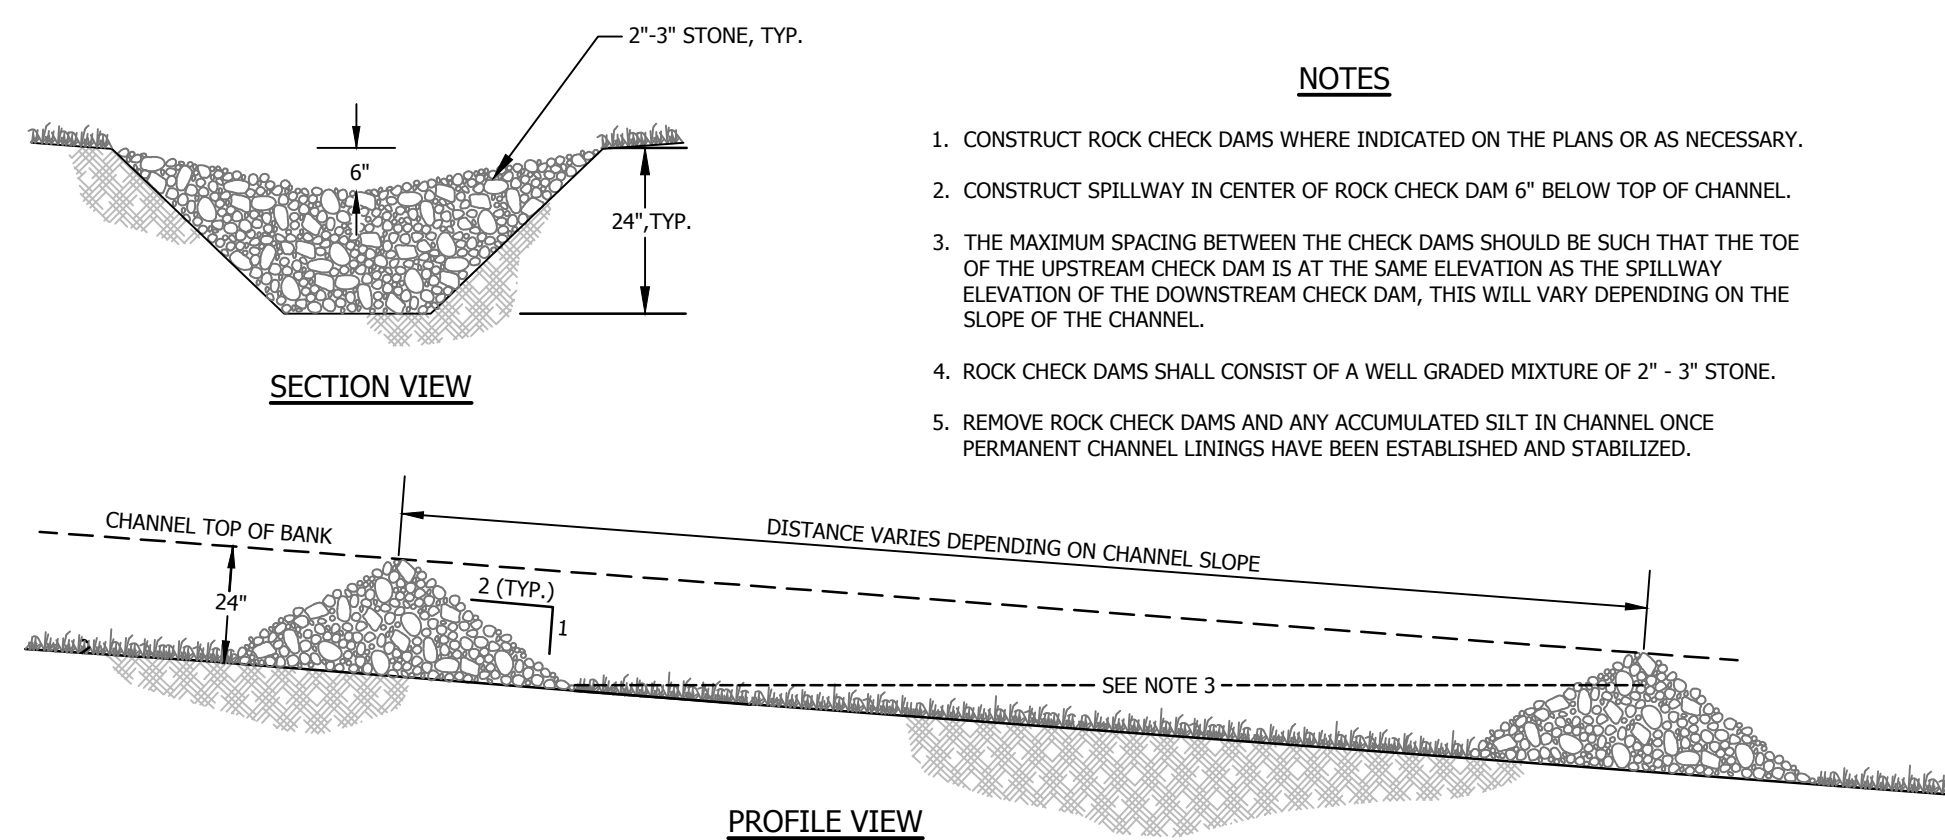 2"-3" STONE, TYP.
6"
24",TYP.
SECTION VIEW
NOTES
1. CONSTRUCT ROCK CHECK DAMS WHERE INDICATED ON THE PLANS OR AS NECESSARY.
2. CONSTRUCT SPILLWAY IN CENTER OF ROCK CHECK DAM 6" BELOW TOP OF CHANNEL.
3. THE MAXIMUM SPACING BETWEEN THE CHECK DAMS SHOULD BE SUCH THAT THE TOE
OF THE UPSTREAM CHECK DAM IS AT THE SAME ELEVATION AS THE SPILLWAY
ELEVATION OF THE DOWNSTREAM CHECK DAM, THIS WILL VARY DEPENDING ON THE
SLOPE OF THE CHANNEL.
4. ROCK CHECK DAMS SHALL CONSIST OF A WELL GRADED MIXTURE OF 2" - 3" STONE.
5. REMOVE ROCK CHECK DAMS AND ANY ACCUMULATED SILT IN CHANNEL ONCE
PERMANENT CHANNEL LININGS HAVE BEEN ESTABLISHED AND STABILIZED.
CHANNEL TOP OF BANK
DISTANCE VARIES DEPENDING ON CHANNEL SLOPE
24"
2 (TYP.)
1
SEE NOTE 3
PROFILE VIEW